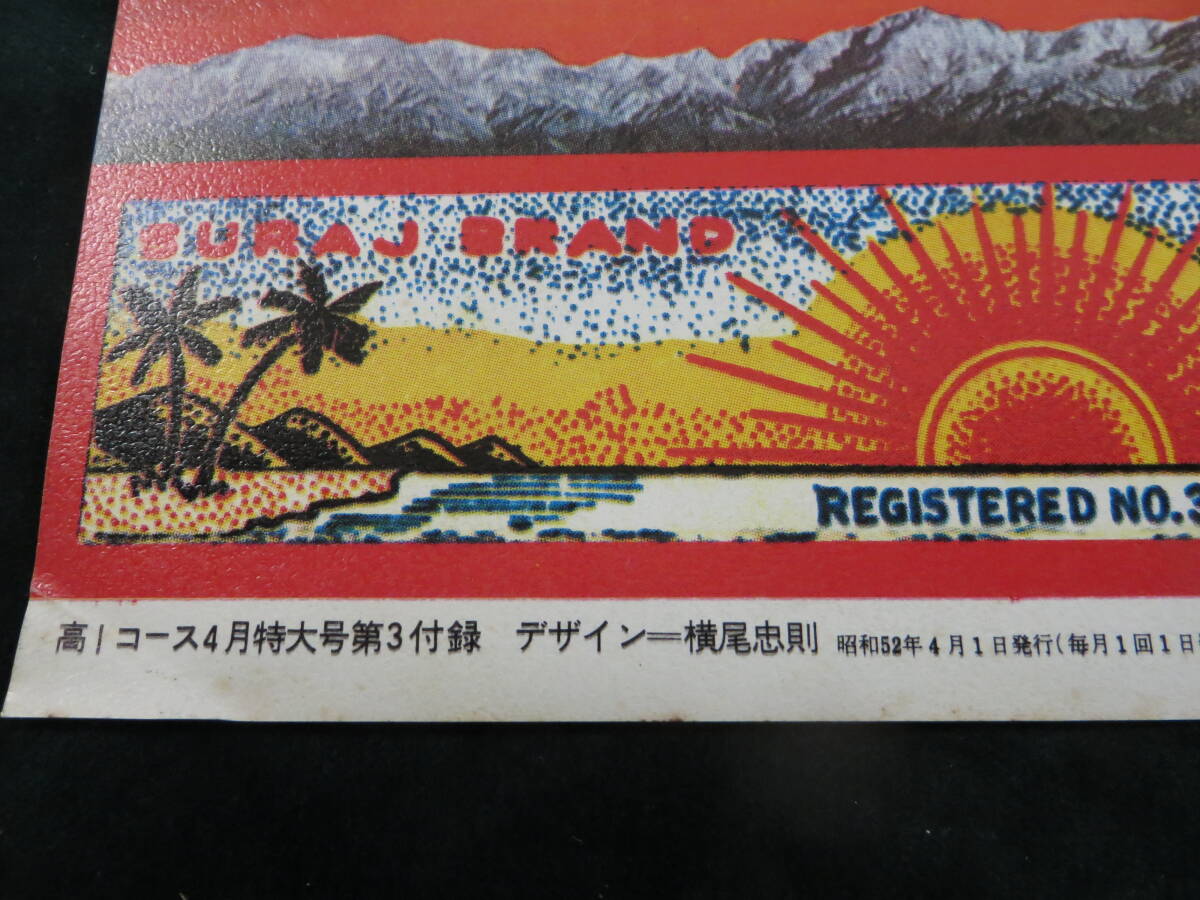 SURAJ BRAND
REGISTERED NO.3
高1コース4月特大号第3付録 デザイン=横尾忠則 昭和52年4月1日発行(毎月1回1日